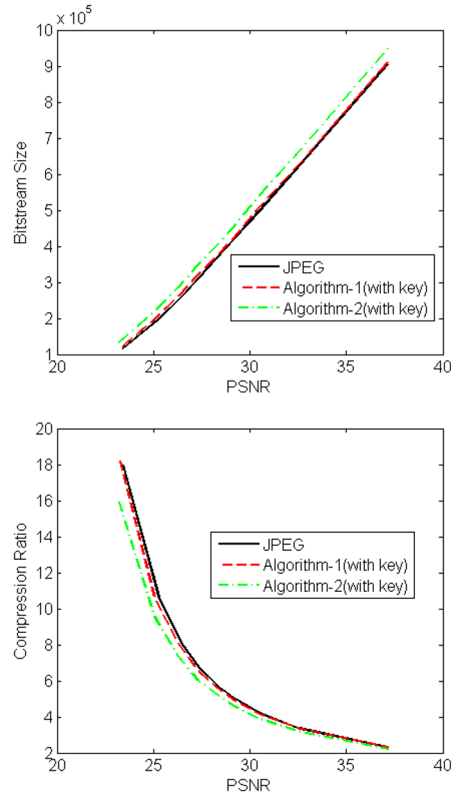 10 x 10^5
9
8
7
6
5
4
3
2
1
20 25 30 35 40
Bitstream Size
PSNR
JPEG
Algorithm-1(with key)
Algorithm-2(with key)
20
18
16
14
12
10
8
6
4
2
20 25 30 35 40
Compression Ratio
PSNR
JPEG
Algorithm-1(with key)
Algorithm-2(with key)